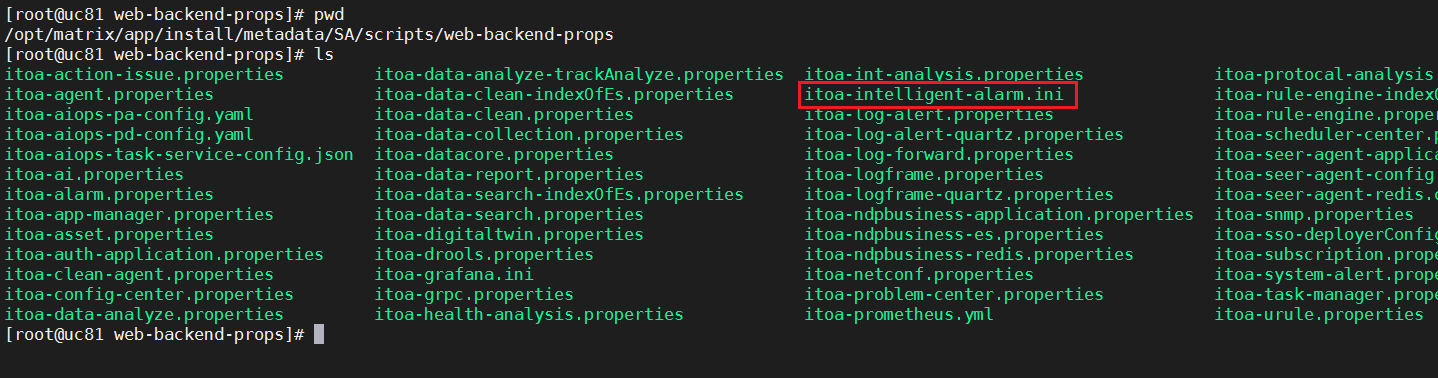 [root@uc81 web-backend-props]# pwd
/opt/matrix/app/install/metadata/SA/scripts/web-backend-props
[root@uc81 web-backend-props]# ls
itoa-action-issue.properties itoa-data-analyze-trackAnalyze.properties itoa-int-analysis.properties itoa-protocal-analysis
itoa-agent.properties itoa-data-clean-indexOfEs.properties itoa-intelligent-alarm.ini itoa-rule-engine-index
itoa-aiops-pa-config.yaml itoa-data-clean.properties itoa-log-alert.properties itoa-rule-engine.proper
itoa-aiops-pd-config.yaml itoa-data-collection.properties itoa-log-alert-quartz.properties itoa-scheduler-center.p
itoa-aiops-task-service-config.json itoa-datacore.properties itoa-log-forward.properties itoa-seer-agent-applica
itoa-ai.properties itoa-data-report.properties itoa-logframe.properties itoa-seer-agent-config
itoa-alarm.properties itoa-data-search-indexOfEs.properties itoa-logframe-quartz.properties itoa-seer-agent-redis.c
itoa-app-manager.properties itoa-data-search.properties itoa-ndpbusiness-application.properties itoa-snmp.properties
itoa-asset.properties itoa-digitaltwin.properties itoa-ndpbusiness-es.properties itoa-sso-deployerConfig
itoa-auth-application.properties itoa-drools.properties itoa-ndpbusiness-redis.properties itoa-subscription.prope
itoa-clean-agent.properties itoa-grafana.ini itoa-netconf.properties itoa-system-alert.prope
itoa-config-center.properties itoa-grpc.properties itoa-problem-center.properties itoa-task-manager.prope
itoa-data-analyze.properties itoa-health-analysis.properties itoa-prometheus.yml itoa-urule.properties
[root@uc81 web-backend-props]#